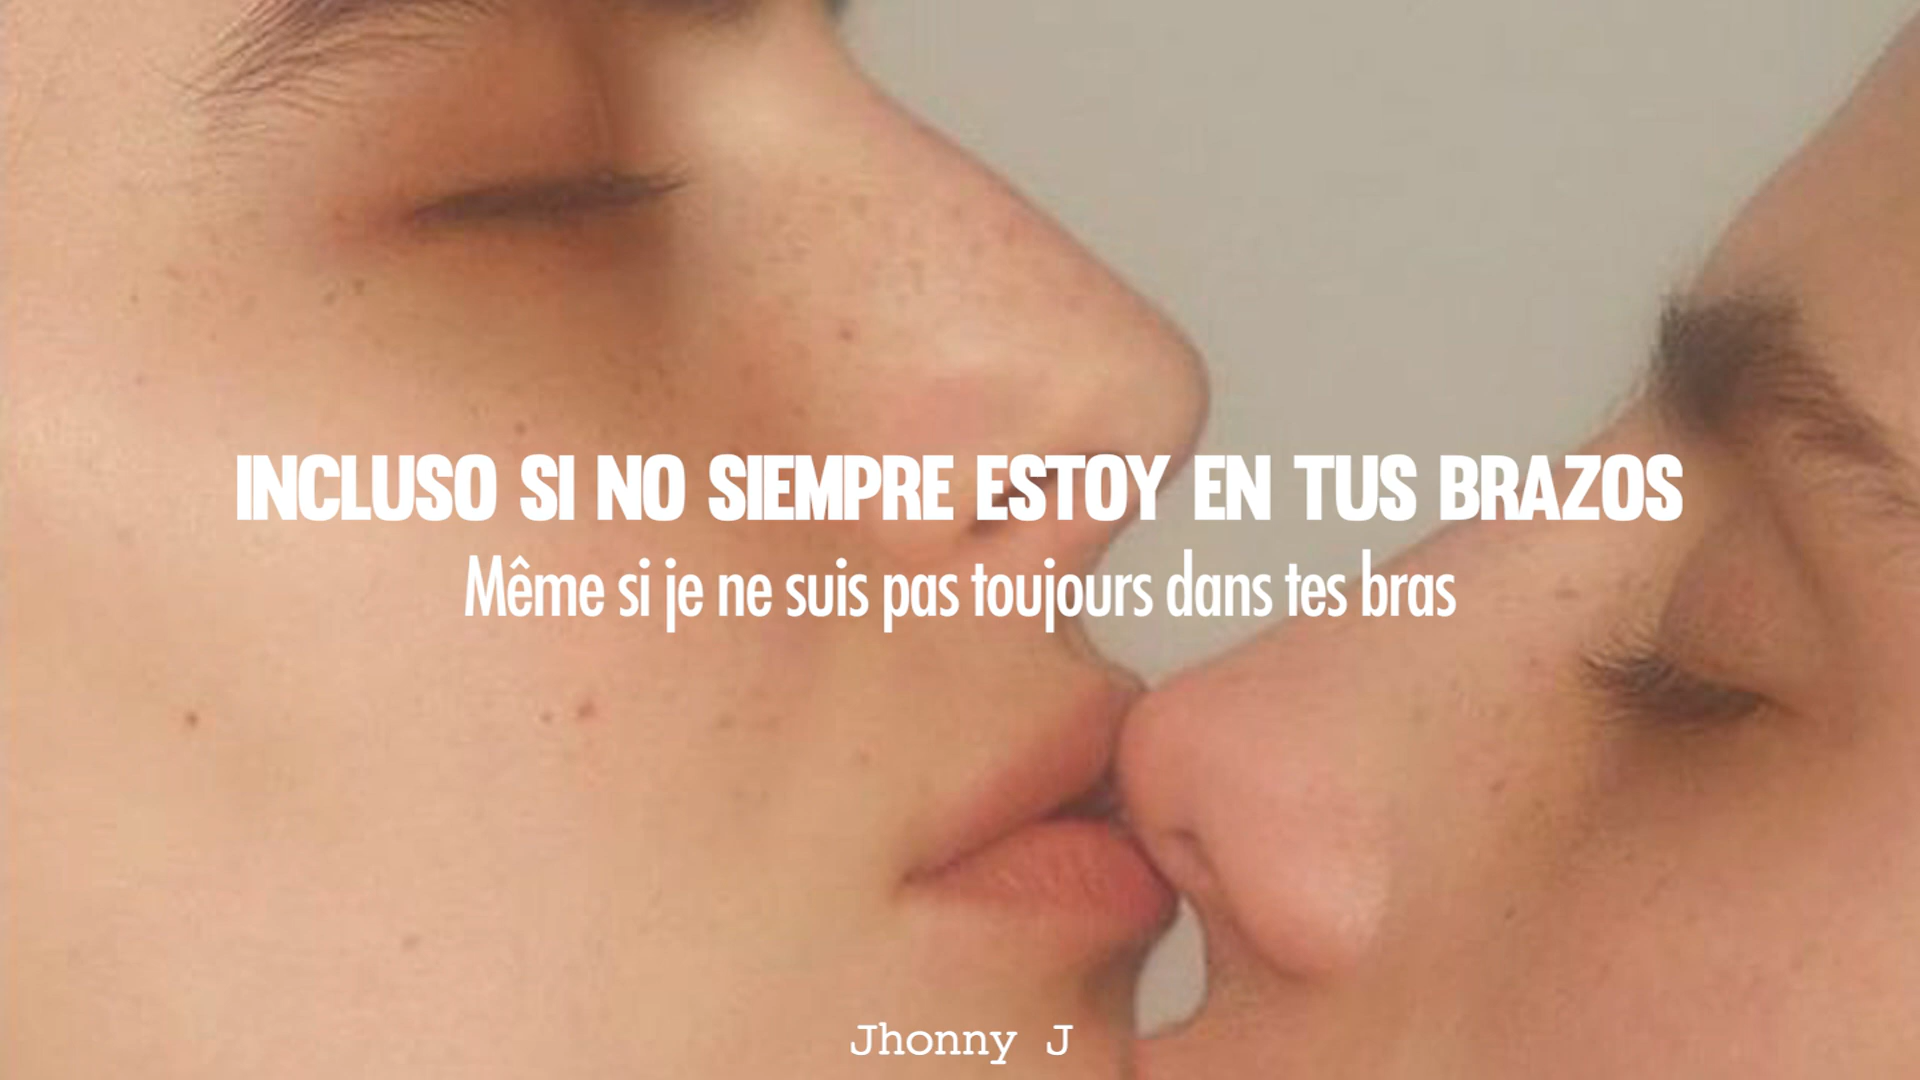 INCLUSO SI NO SIEMPRE ESTOY EN TUS BRAZOS
Même si je ne suis pas toujours dans tes bras
Jhonny J